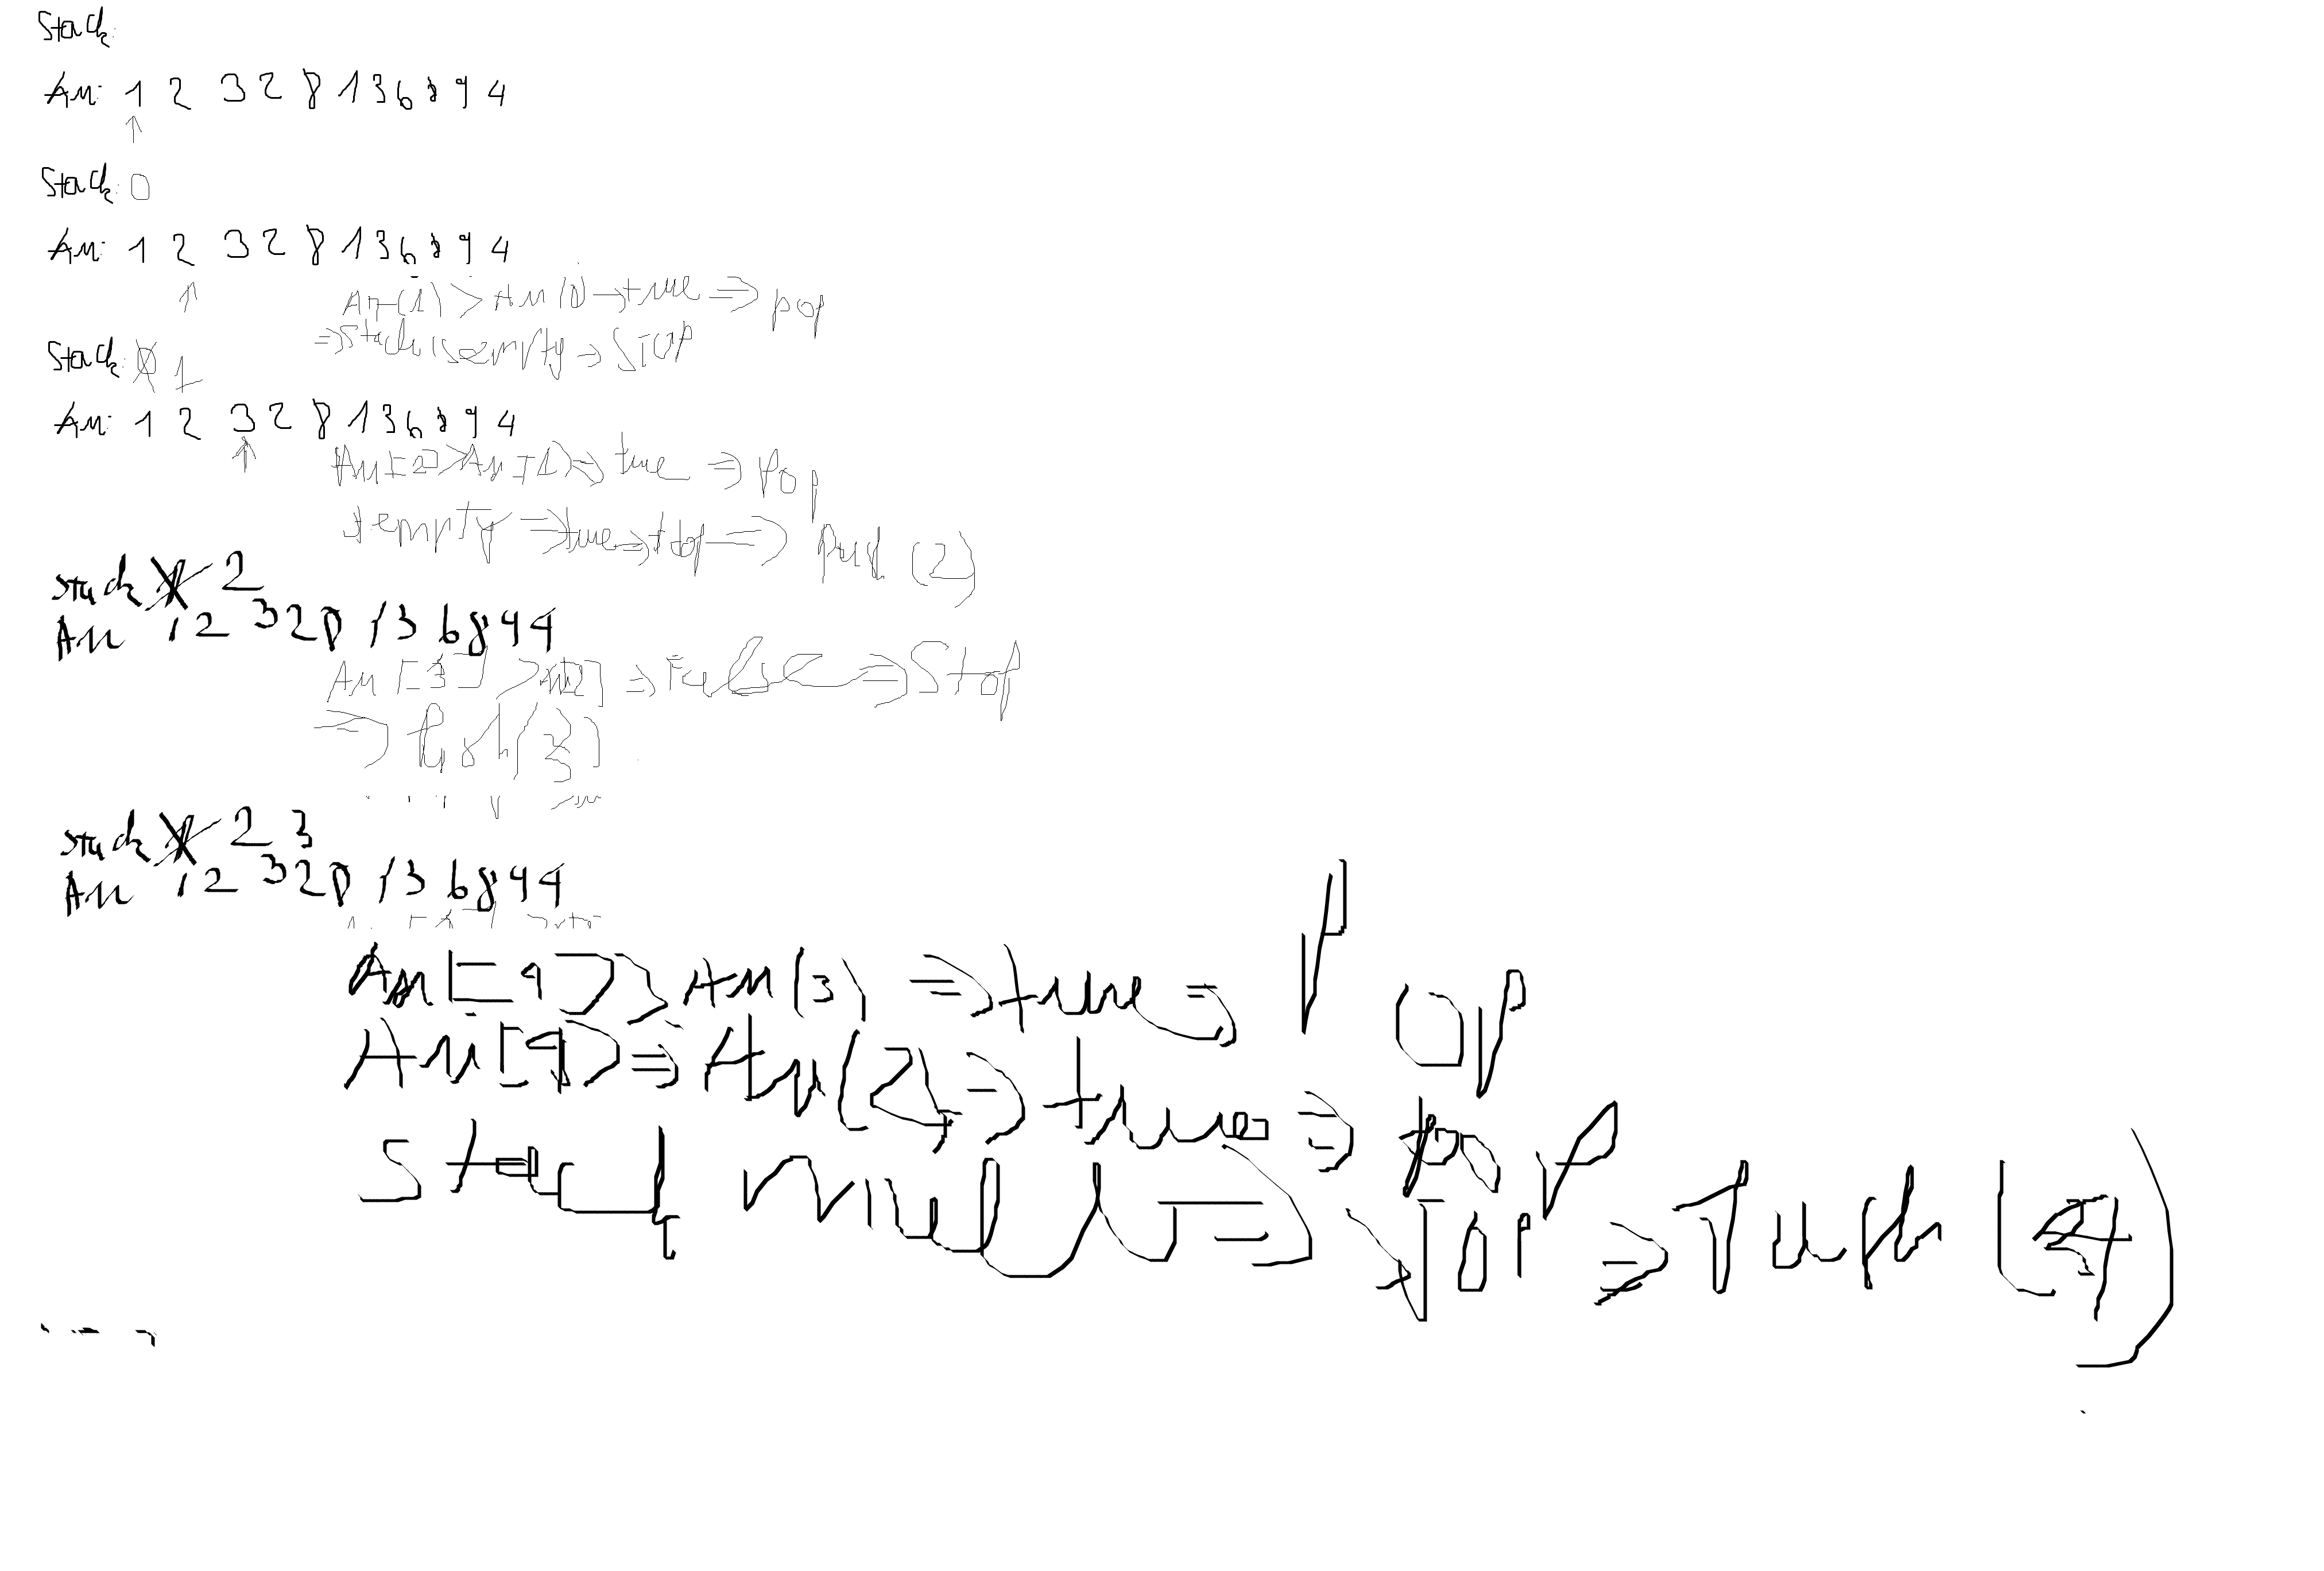 Stack:
Arr: 1 2 3 2 8 1 3 6 8 9 4
Stack: 0
Arr: 1 2 3 2 8 1 3 6 8 9 4
Arr(1) > Arr(0) → true => pop
=> Stack is empty => STOP
Stack: 0 1
Arr: 1 2 3 2 8 1 3 6 8 9 4
Arr[2] > Arr[1] => true => pop
empty => true => stop => push (2)
stack 1 2
Arr 1 2 3 2 8 1 3 6 8 9 4
Arr[3] > Arr[2] => False => Stop
=> push(3)
stack 1 2 3
Arr 1 2 3 2 8 1 3 6 8 9 4
Arr[4] > Arr(3) => true => pop
Arr[4] => Arr(2) => true => pop
Stack null => => push (4)